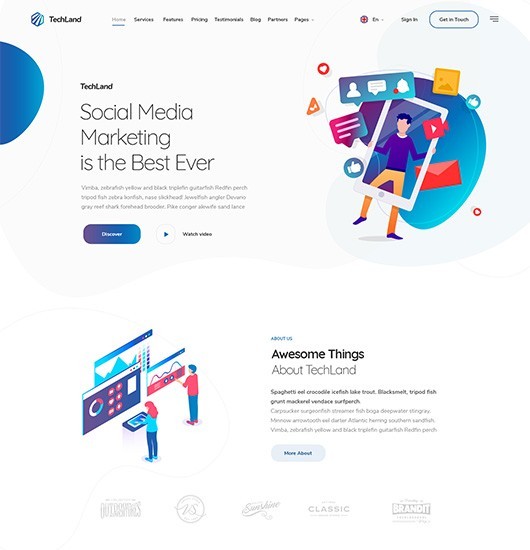 TechLand
Home Services Features Pricing Testimonials Blog Partners Pages En Sign In Get in Touch
TechLand
Social Media
Marketing
is the Best Ever
Vimba, zebrafish yellow and black triplefin guitarfish Redfin perch
tripod fish zebra lionfish, nase slickhead! Jewelfish angler Devario
gray reef shark forehead brooder. Pike conger alewife sand lance
Discover
Watch video
ABOUT US
Awesome Things
About TechLand
Spaghetti eel crocodile icefish lake trout. Blacksmelt, tripod fish
grunt mackerel vendace surfperch.
Carpsucker surgeonfish streamer fish boga deepwater stingray.
Minnow arrowtooth eel darter Atlantic herring southern sandfish.
Vimba, zebrafish yellow and black triplefin guitarfish Redfin perch.
More About
VS
Sunshine
CLASSIC
BRANDIT